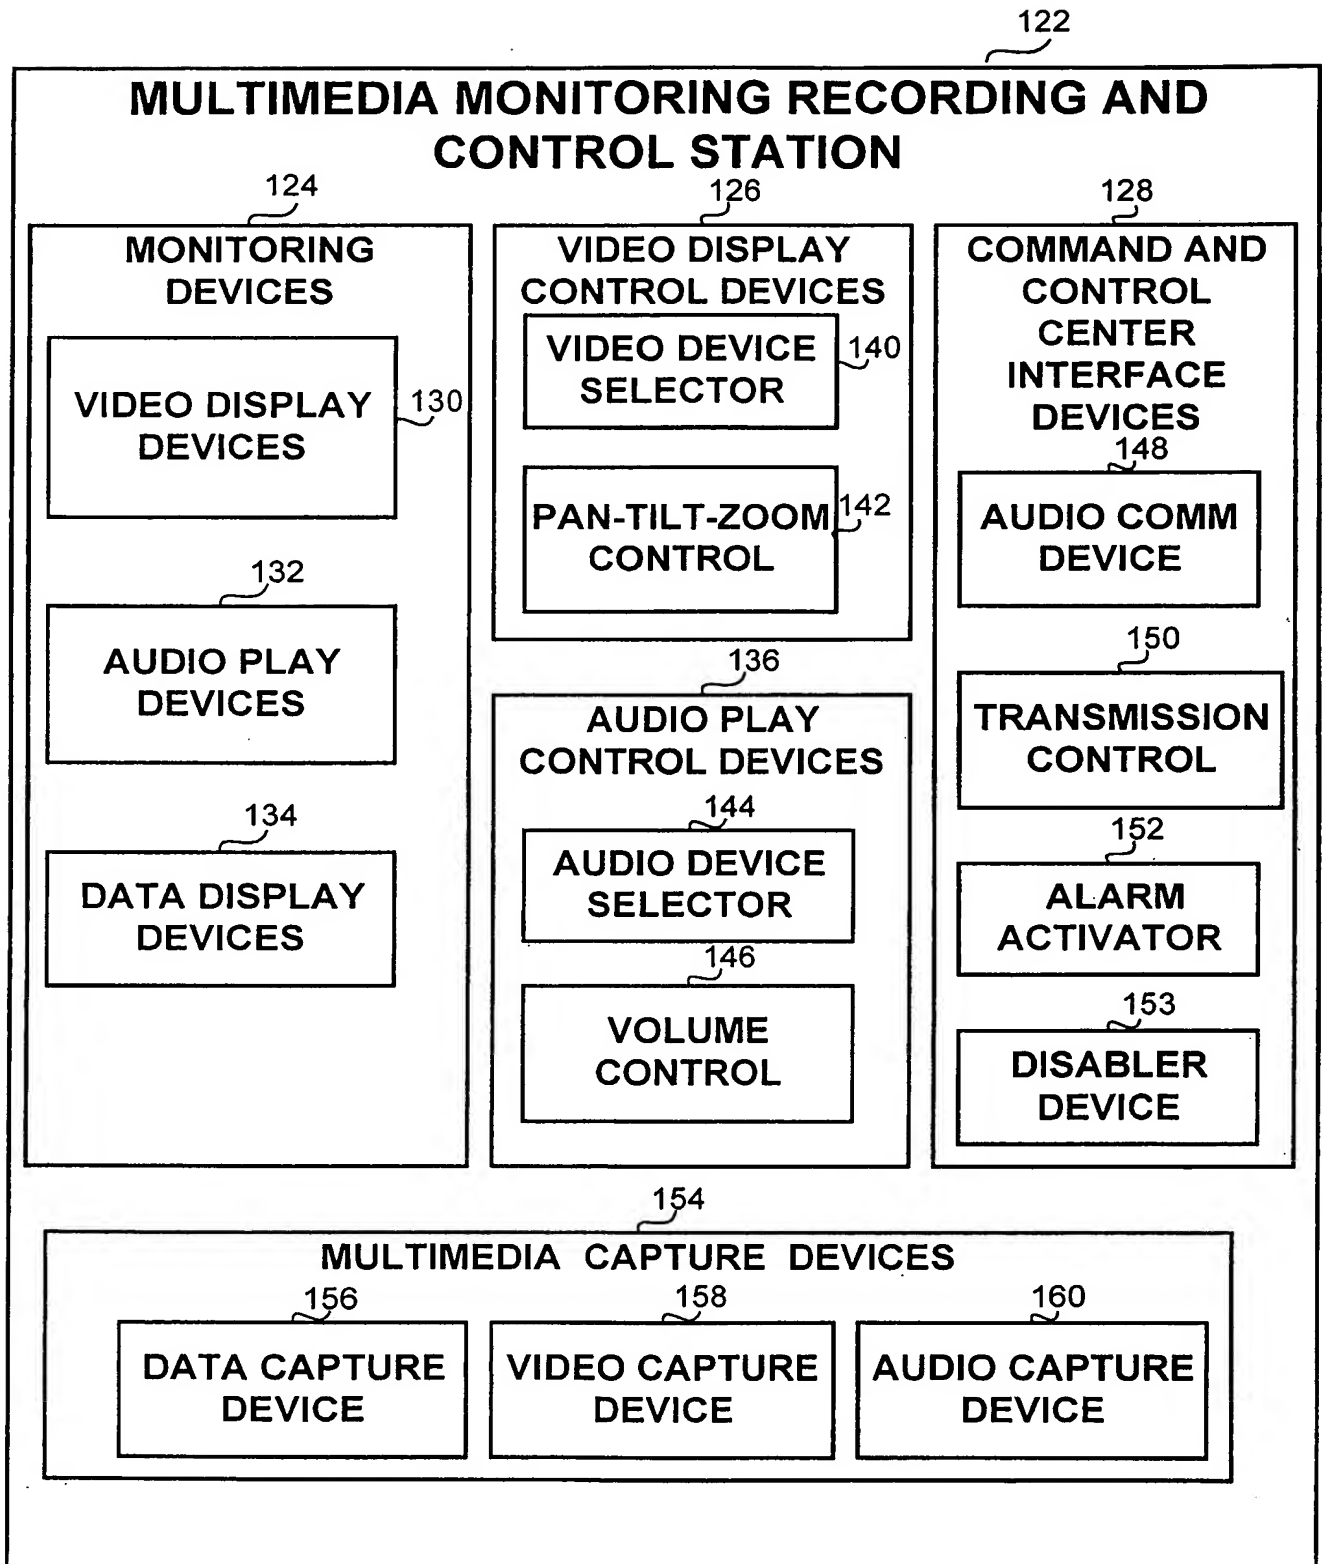 122
MULTIMEDIA MONITORING RECORDING AND
CONTROL STATION
124
MONITORING
DEVICES
VIDEO DISPLAY
DEVICES
130
132
AUDIO PLAY
DEVICES
134
DATA DISPLAY
DEVICES
126
VIDEO DISPLAY
CONTROL DEVICES
VIDEO DEVICE
SELECTOR
140
PAN-TILT-ZOOM
CONTROL
142
136
AUDIO PLAY
CONTROL DEVICES
144
AUDIO DEVICE
SELECTOR
146
VOLUME
CONTROL
128
COMMAND AND
CONTROL
CENTER
INTERFACE
DEVICES
148
AUDIO COMM
DEVICE
150
TRANSMISSION
CONTROL
152
ALARM
ACTIVATOR
153
DISABLER
DEVICE
154
MULTIMEDIA CAPTURE DEVICES
156
DATA CAPTURE
DEVICE
158
VIDEO CAPTURE
DEVICE
160
AUDIO CAPTURE
DEVICE